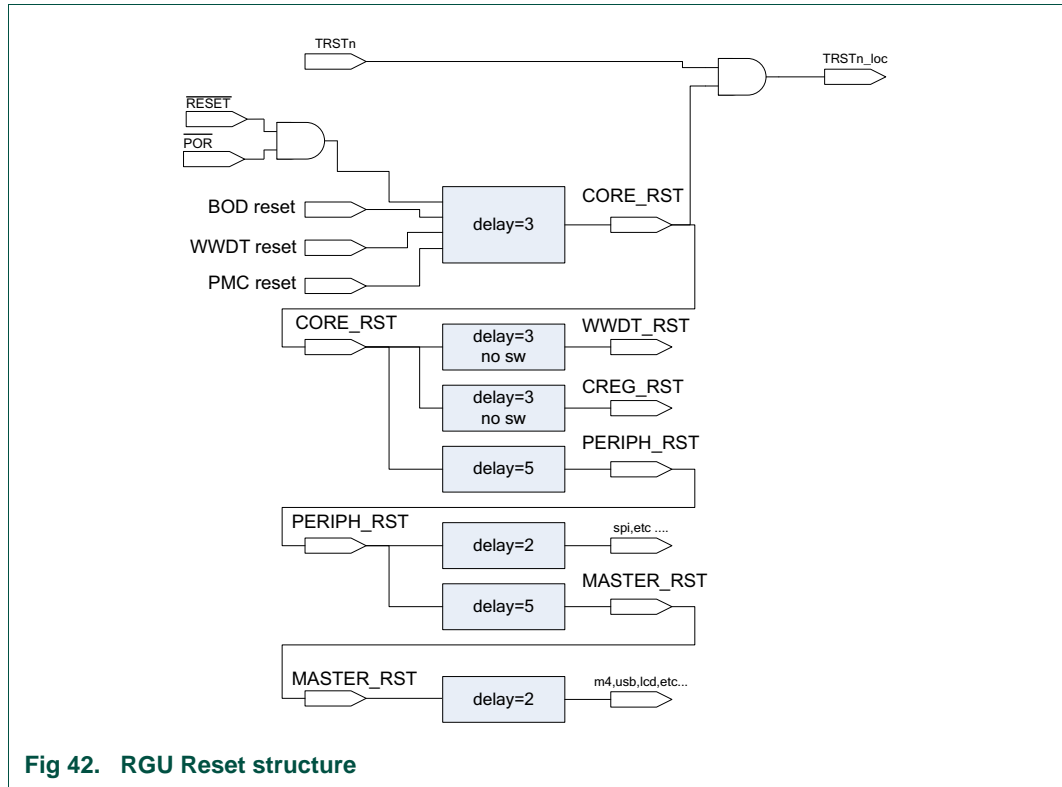 TRSTn
TRSTn_loc
RESET
POR
BOD reset
WWDT reset
PMC reset
delay=3
CORE_RST
CORE_RST
delay=3
no sw
WWDT_RST
delay=3
no sw
CREG_RST
delay=5
PERIPH_RST
PERIPH_RST
delay=2
spi,etc ....
delay=5
MASTER_RST
MASTER_RST
delay=2
m4,usb,lcd,etc...
Fig 42. RGU Reset structure